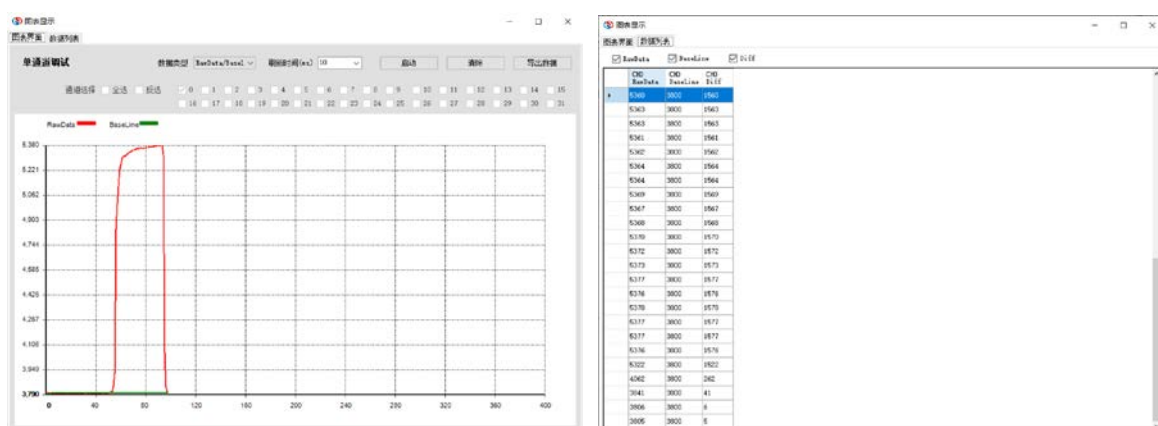 图表显示
图表界面 数据列表
单通道调试 数据类型 RawData/Basel 刷新时间(ms) 10 启动 清除 导出数据
通道选择 全选 反选 0 1 2 3 4 5 6 7 8 9 10 11 12 13 14 15
16 17 18 19 20 21 22 23 24 25 26 27 28 29 30 31
RawData BaseLine
5.380
5.221
5.062
4.903
4.744
4.585
4.426
4.267
4.108
3.949
3.790
0 40 80 120 160 200 240 280 320 360 400
图表显示
图表界面 数据列表
RawData BaseLine Diff
CH0 CH0 CH0
RawData BaseLine Diff
5360 3800 1560
5363 3800 1563
5363 3800 1563
5361 3800 1561
5362 3800 1562
5364 3800 1564
5364 3800 1564
5369 3800 1569
5367 3800 1567
5368 3800 1568
5370 3800 1570
5372 3800 1572
5373 3800 1573
5377 3800 1577
5376 3800 1576
5378 3800 1578
5377 3800 1577
5377 3800 1577
5376 3800 1576
5322 3800 1522
4062 3800 262
3841 3800 41
3806 3800 6
3805 3800 5